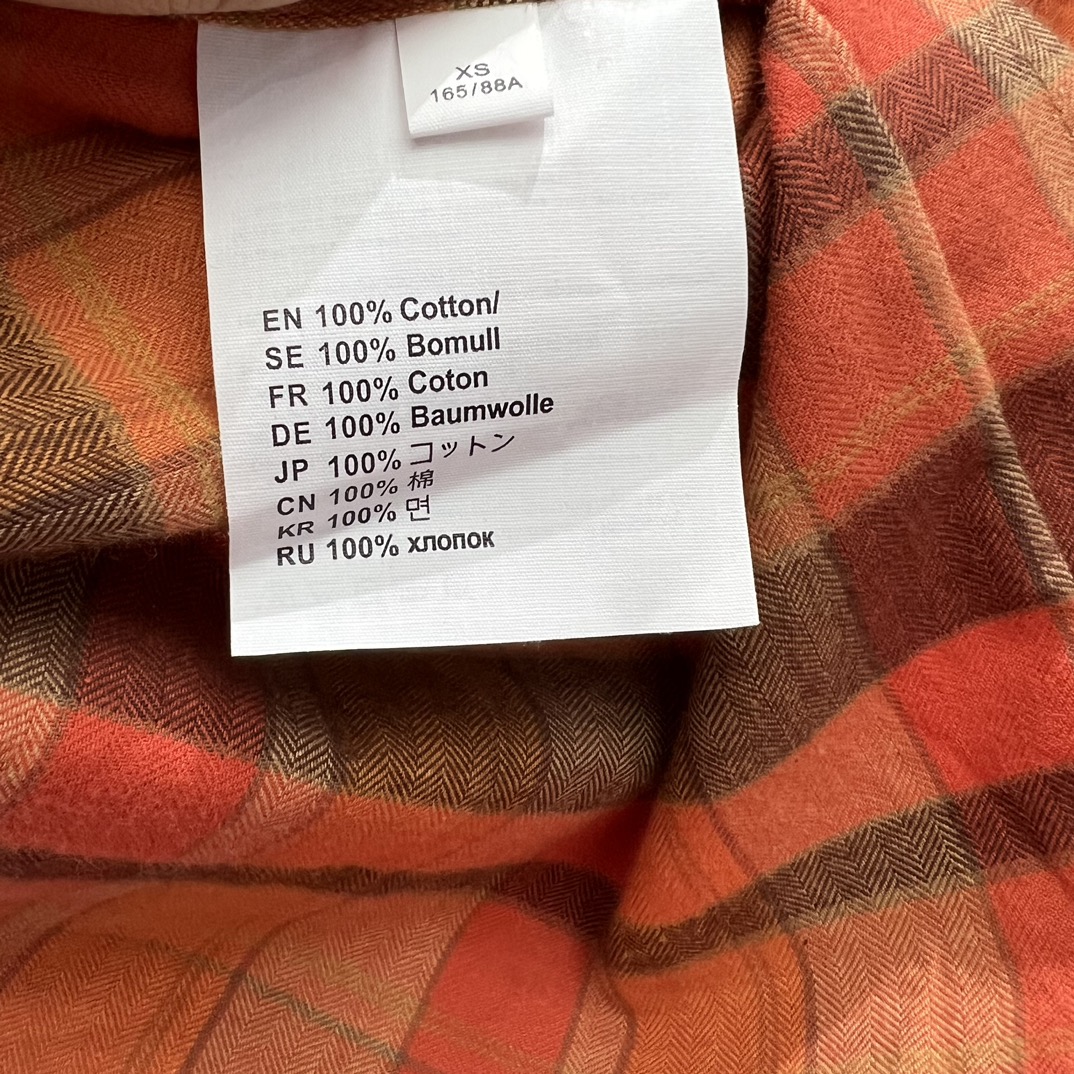 XS
165/88A
EN 100% Cotton/
SE 100% Bomull
FR 100% Coton
DE 100% Baumwolle
JP 100% コットン
CN 100% 棉
KR 100% 면
RU 100% хлопок